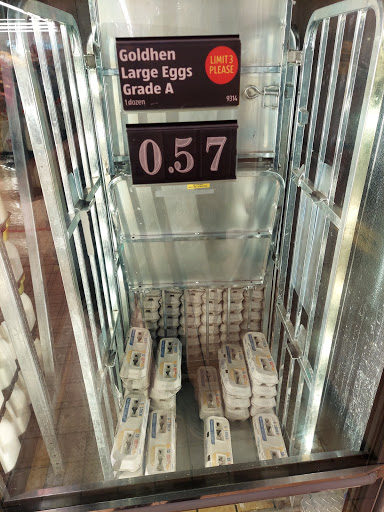 Goldhen
Large Eggs
Grade A
1 dozen
LIMIT 3
PLEASE
9314
0.57